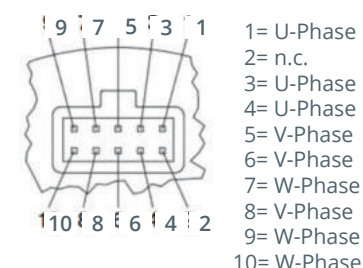 9 7 5 3 1
10 8 6 4 2
1= U-Phase
2= n.c.
3= U-Phase
4= U-Phase
5= V-Phase
6= V-Phase
7= W-Phase
8= V-Phase
9= W-Phase
10= W-Phase